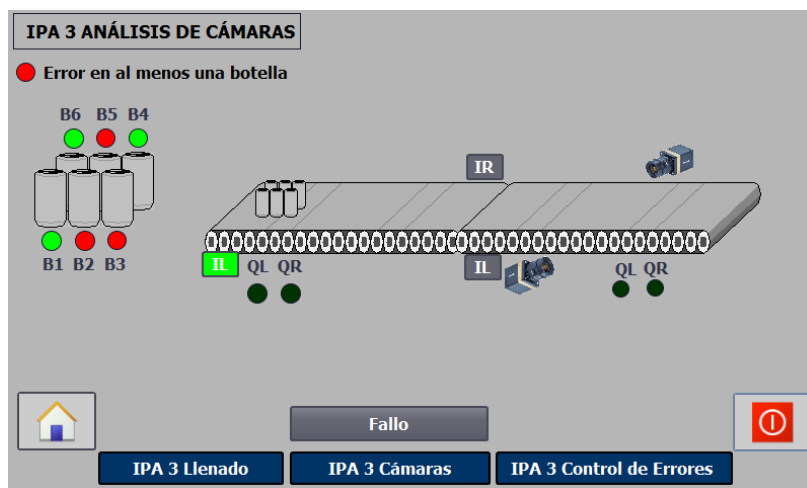 IPA 3 ANÁLISIS DE CÁMARAS
Error en al menos una botella
B6 B5 B4
B1 B2 B3
IR
IL QL QR
IL
QL QR
Fallo
IPA 3 Llenado
IPA 3 Cámaras
IPA 3 Control de Errores